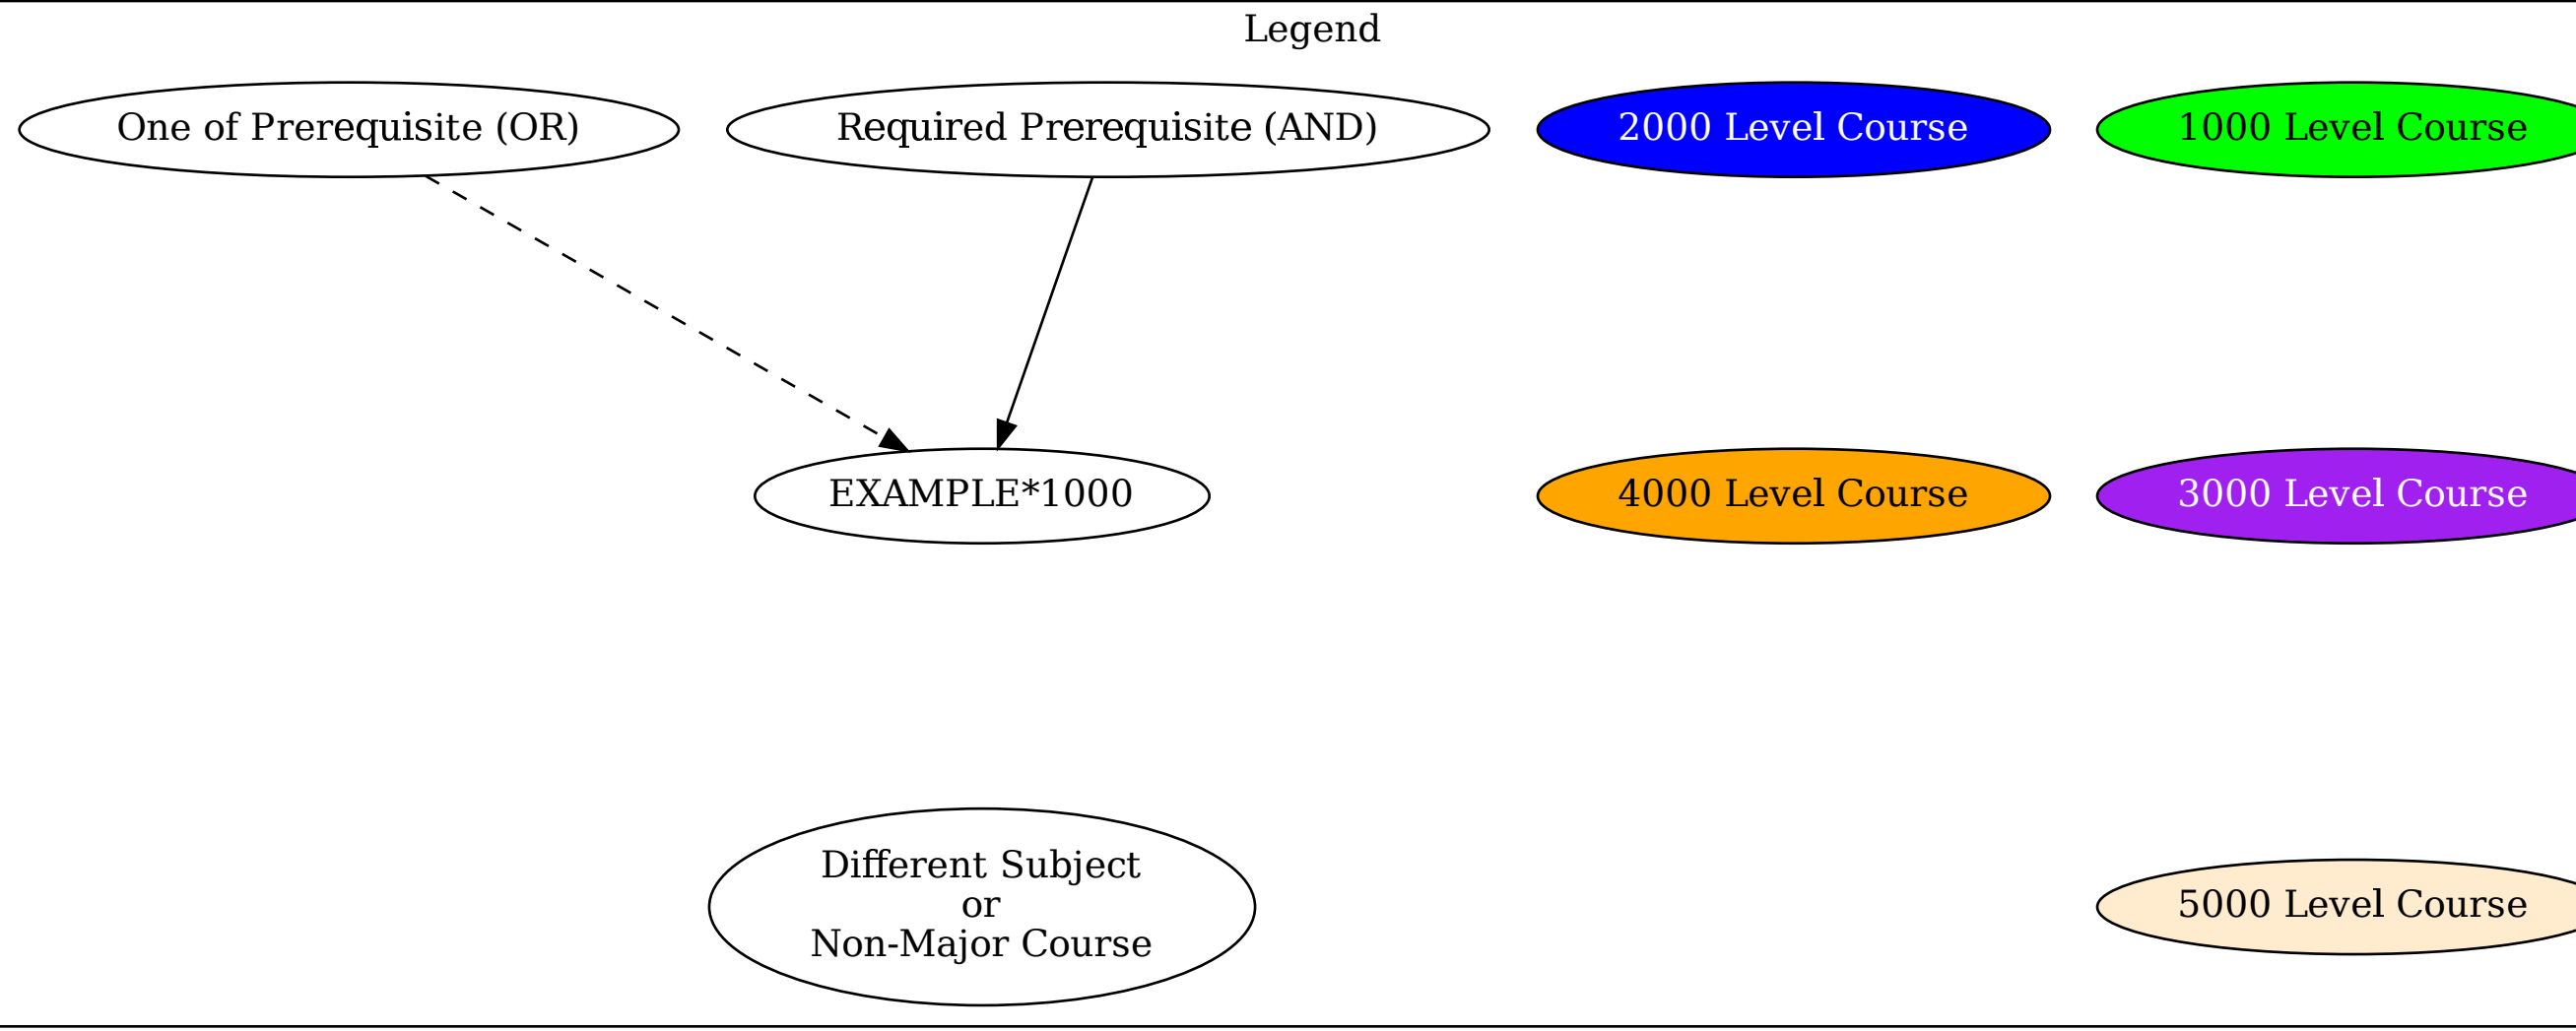 Legend
One of Prerequisite (OR)
Required Prerequisite (AND)
2000 Level Course
1000 Level Course
EXAMPLE*1000
4000 Level Course
3000 Level Course
Different Subject
or
Non-Major Course
5000 Level Course